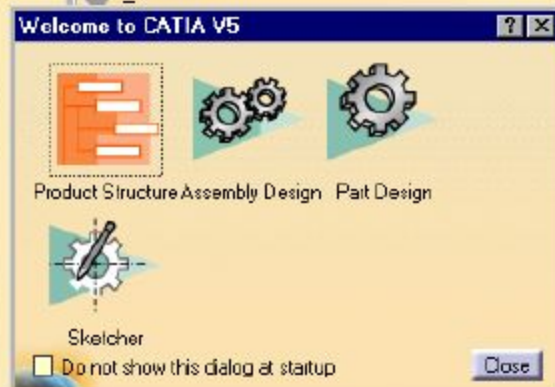 Welcome to CATIA V5
Product Structure Assembly Design Part Design
Sketcher
Do not show this dialog at startup
Close